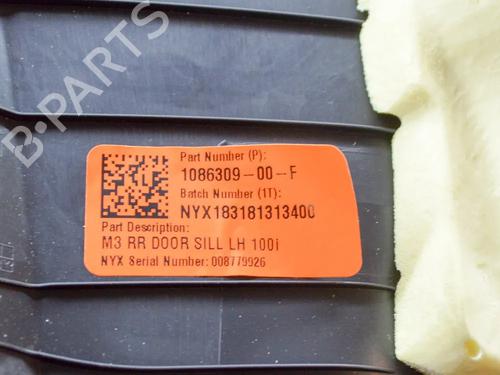 B-PARTS
Part Number (P):
1086309-00-F
Batch Number (1T):
NYX183181313400
Part Description:
M3 RR DOOR SILL LH 100i
NYX Serial Number: 008779926